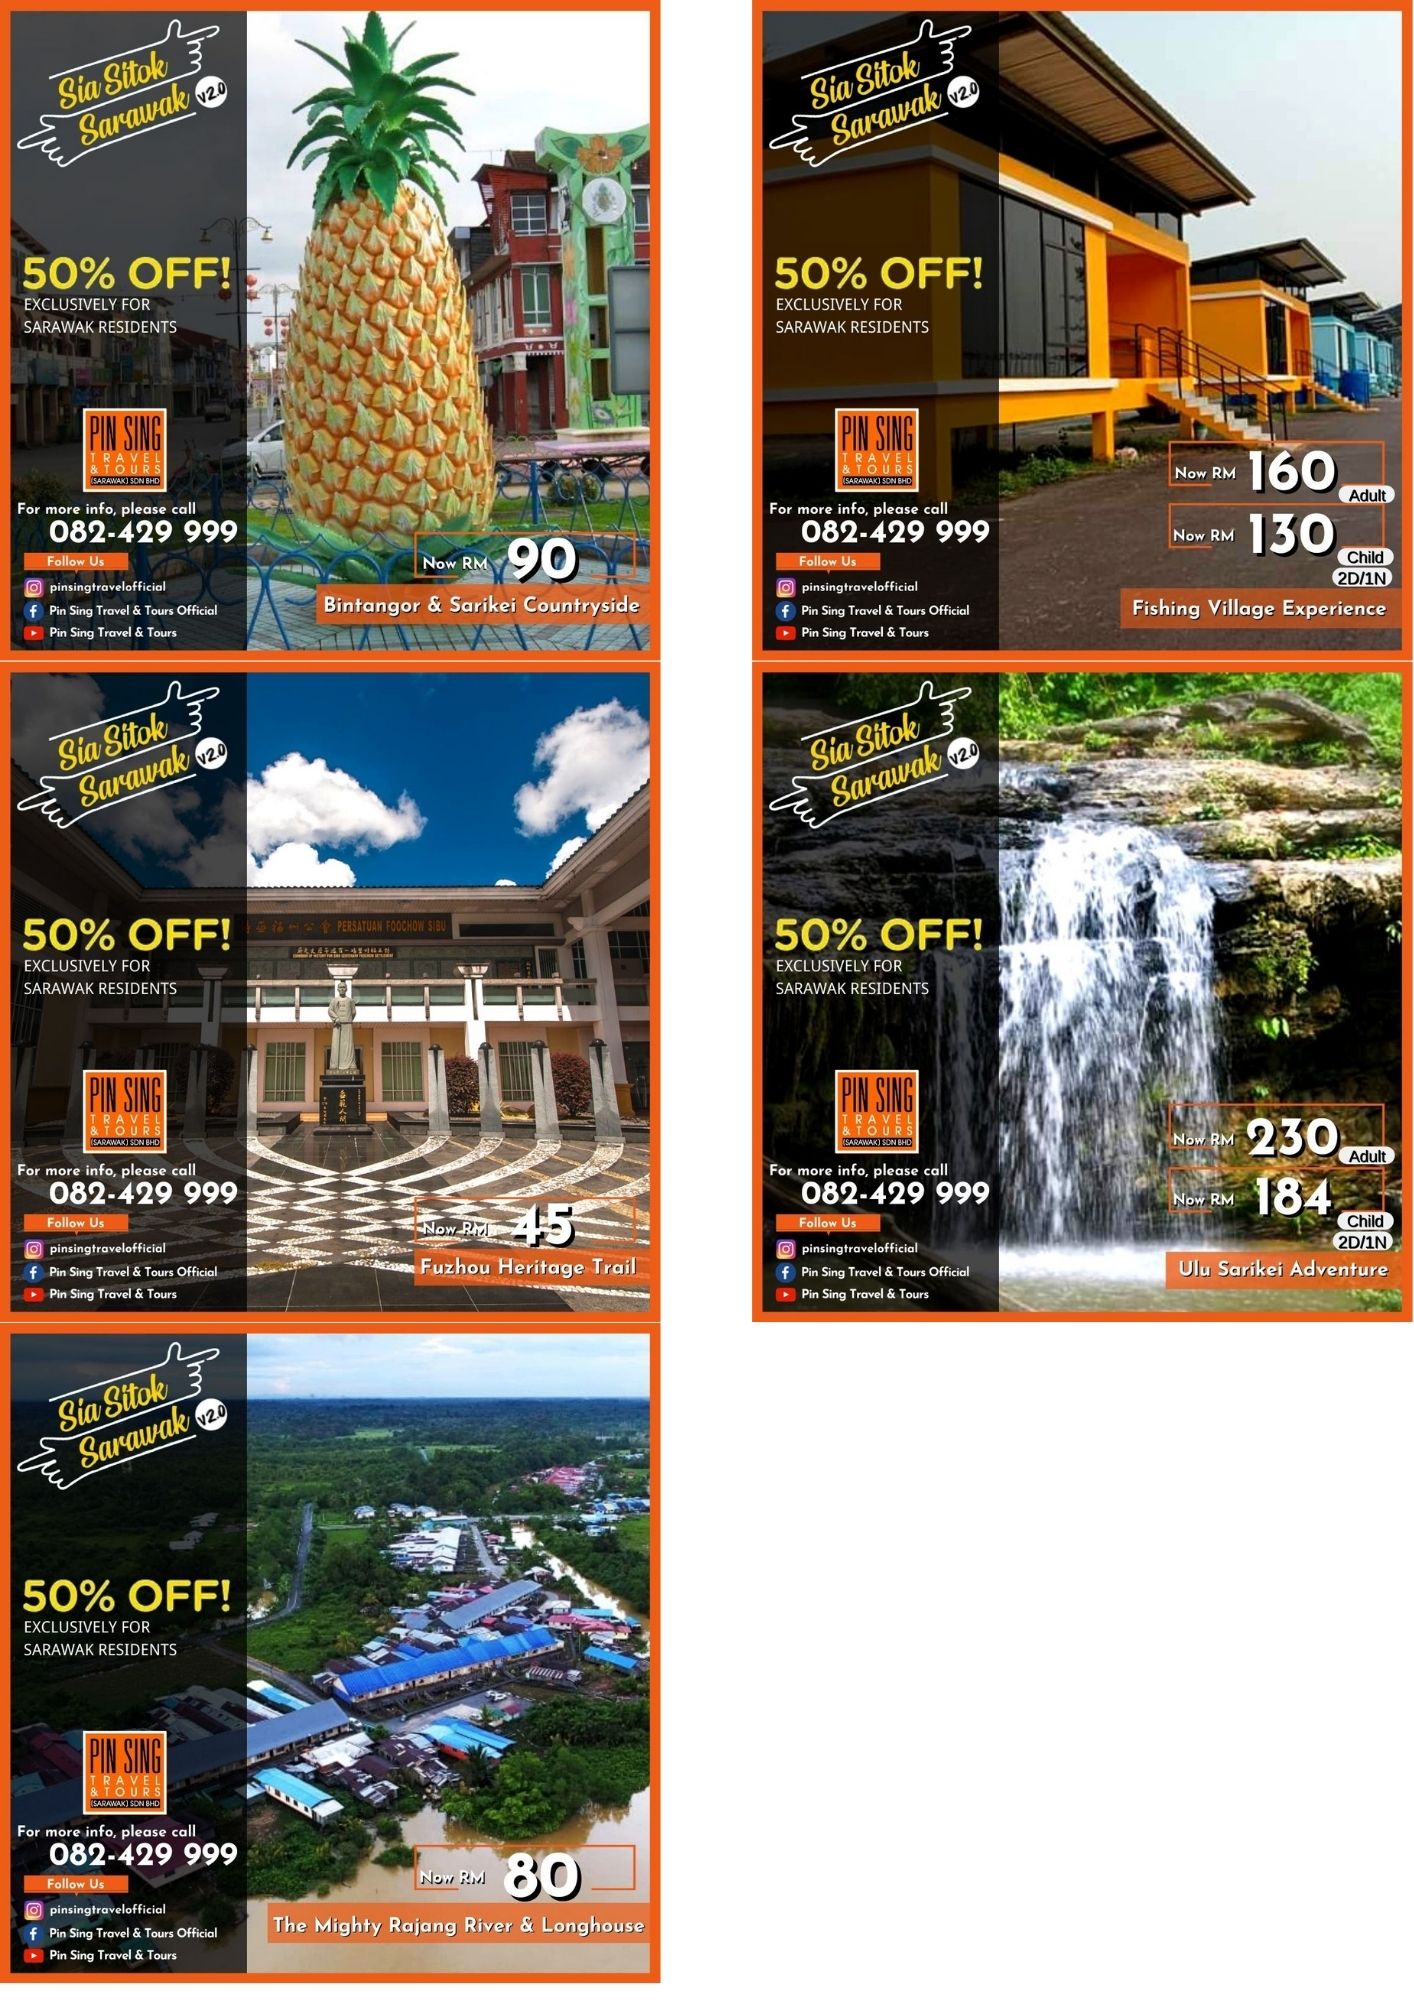 Sia Sitok
Sarawak v2.0
50% OFF!
EXCLUSIVELY FOR
SARAWAK RESIDENTS
PIN SING
TRAVEL
& TOURS
(SARAWAK) SDN BHD
For more info, please call
082-429 999
Follow Us
pinsingtravelofficial
Pin Sing Travel & Tours Official
Pin Sing Travel & Tours
Now RM 90
Bintangor & Sarikei Countryside
Sia Sitok
Sarawak v2.0
50% OFF!
EXCLUSIVELY FOR
SARAWAK RESIDENTS
PIN SING
TRAVEL
& TOURS
(SARAWAK) SDN BHD
For more info, please call
082-429 999
Follow Us
pinsingtravelofficial
Pin Sing Travel & Tours Official
Pin Sing Travel & Tours
Now RM 160
Adult
Now RM 130
Child
2D/1N
Fishing Village Experience
Sia Sitok
Sarawak v2.0
50% OFF!
EXCLUSIVELY FOR
SARAWAK RESIDENTS
PIN SING
TRAVEL
& TOURS
(SARAWAK) SDN BHD
For more info, please call
082-429 999
Follow Us
pinsingtravelofficial
Pin Sing Travel & Tours Official
Pin Sing Travel & Tours
福州公會 PERSATUAN FOOCHOW SIBU
Now RM 45
Fuzhou Heritage Trail
Sia Sitok
Sarawak v2.0
50% OFF!
EXCLUSIVELY FOR
SARAWAK RESIDENTS
PIN SING
TRAVEL
& TOURS
(SARAWAK) SDN BHD
For more info, please call
082-429 999
Follow Us
pinsingtravelofficial
Pin Sing Travel & Tours Official
Pin Sing Travel & Tours
Now RM 230
Adult
Now RM 184
Child
2D/1N
Ulu Sarikei Adventure
Sia Sitok
Sarawak v2.0
50% OFF!
EXCLUSIVELY FOR
SARAWAK RESIDENTS
PIN SING
TRAVEL
& TOURS
(SARAWAK) SDN BHD
For more info, please call
082-429 999
Follow Us
pinsingtravelofficial
Pin Sing Travel & Tours Official
Pin Sing Travel & Tours
Now RM 80
The Mighty Rajang River & Longhouse